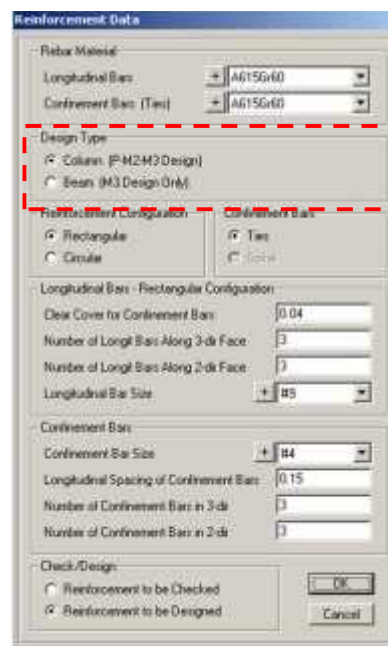 Reinforcement Data
Rebar Material
Longitudinal Bars + A615Gr60
Confinement Bars (Ties) + A615Gr60
Design Type
Column (P-M2-M3 Design)
Beam (M3 Design Only)
Reinforcement Configuration Confinement Bars
Rectangular Ties
Circular Spiral
Longitudinal Bars - Rectangular Configuration
Clear Cover for Confinement Bars 0.04
Number of Longit Bars Along 3-dir Face 3
Number of Longit Bars Along 2-dir Face 3
Longitudinal Bar Size + #5
Confinement Bars
Confinement Bar Size + #4
Longitudinal Spacing of Confinement Bars 0.15
Number of Confinement Bars in 3-dir 3
Number of Confinement Bars in 2-dir 3
Check/Design
Reinforcement to be Checked OK
Reinforcement to be Designed Cancel